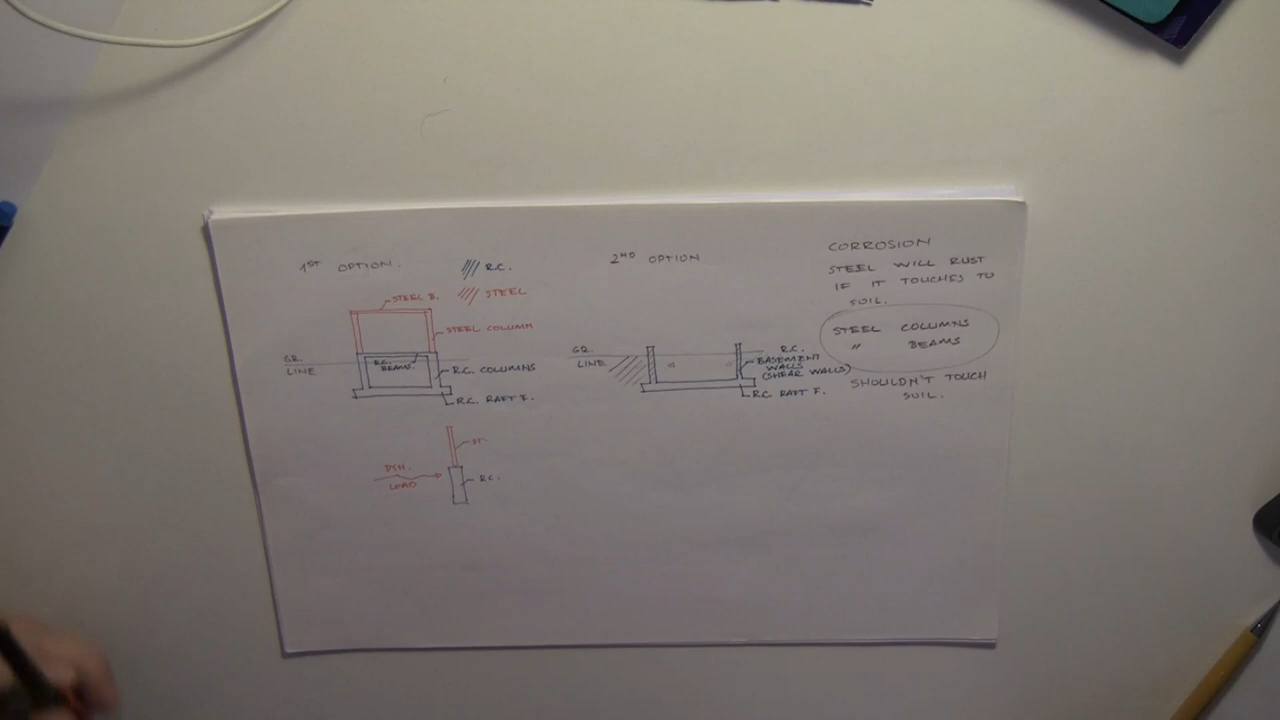 1ST OPTION.
R.C.
STEEL
STEEL B.
STEEL COLUMN
GR.
LINE
R.C.
BEAMS.
R.C. COLUMNS
R.C. RAFT F.
DYN.
LOAD
ST.
R.C.
2ND OPTION
GR.
LINE
R.C.
BASEMENT
WALLS
(SHEAR WALLS)
R.C. RAFT F.
CORROSION
STEEL WILL RUST
IF IT TOUCHES TO
SOIL.
STEEL COLUMNS
" BEAMS
SHOULDN'T TOUCH
SOIL.